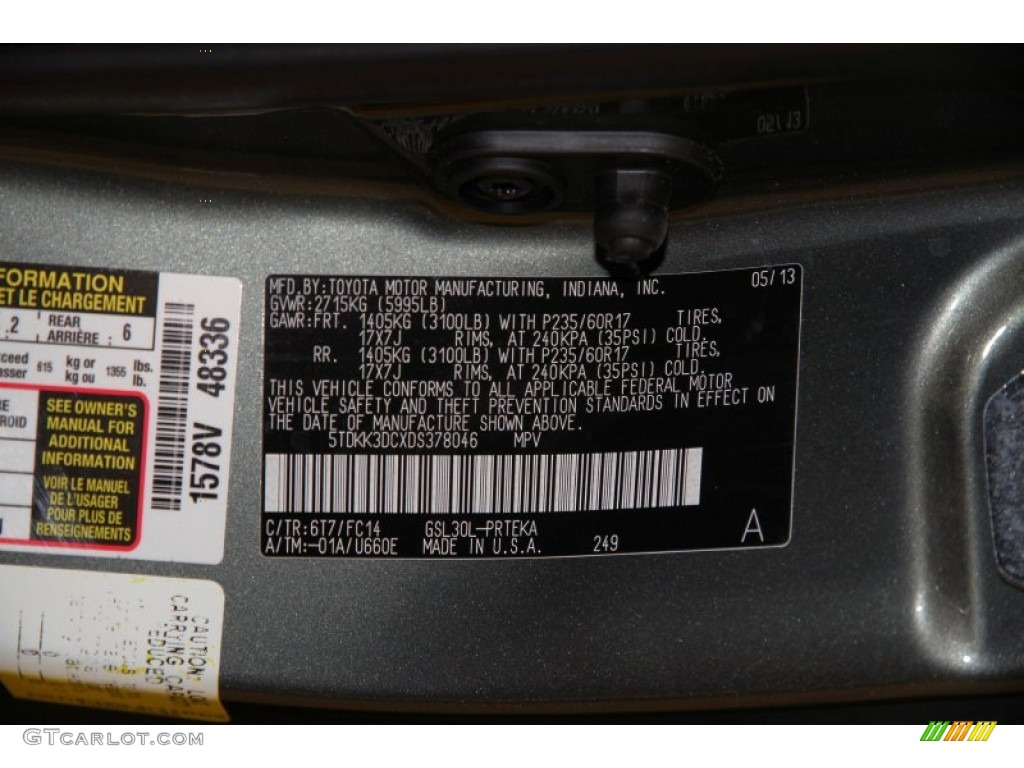 02/13
MFD.BY:TOYOTA MOTOR MANUFACTURING, INDIANA, INC. 05/13
GVWR:2715KG (5995LB)
GAWR:FRT. 1405KG (3100LB) WITH P235/60R17 TIRES,
17X7J RIMS, AT 240KPA (35PSI) COLD.
RR. 1405KG (3100LB) WITH P235/60R17 TIRES,
17X7J RIMS, AT 240KPA (35PSI) COLD.
THIS VEHICLE CONFORMS TO ALL APPLICABLE FEDERAL MOTOR
VEHICLE SAFETY AND THEFT PREVENTION STANDARDS IN EFFECT ON
THE DATE OF MANUFACTURE SHOWN ABOVE.
5TDKK3DCXDS378046 MPV
C/TR:6T7/FC14 GSL30L-PRTEKA
A/TM:-01A/U660E MADE IN U.S.A. 249 A
FORMATION
ET LE CHARGEMENT
2 REAR
ARRIÈRE : 6
615 kg or
kg ou 1355 lbs.
lb.
SEE OWNER'S
MANUAL FOR
ADDITIONAL
INFORMATION
VOIR LE MANUEL
DE L'USAGER
POUR PLUS DE
RENSEIGNEMENTS
1578V 48336
CAUTION
CARRYING
GTCarLot.com